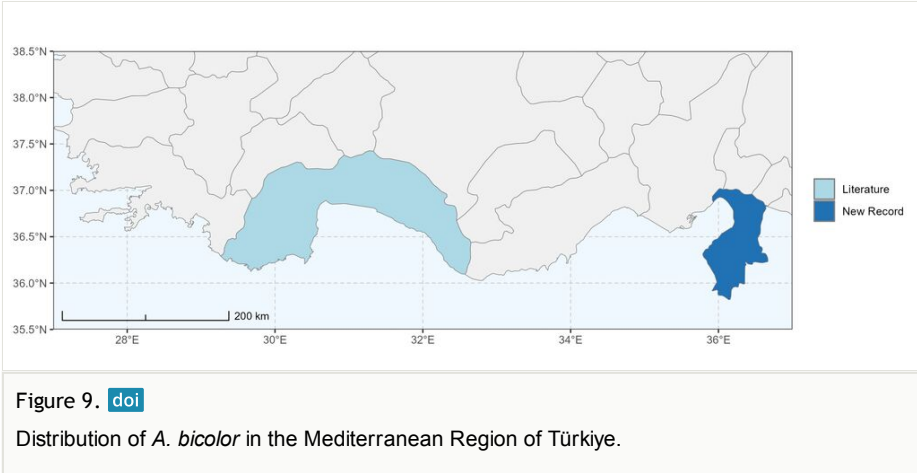 38.5°N
38.0°N
37.5°N
37.0°N
36.5°N
36.0°N
35.5°N
200 km
28°E 30°E 32°E 34°E 36°E
Literature
New Record
Figure 9. doi
Distribution of A. bicolor in the Mediterranean Region of Türkiye.